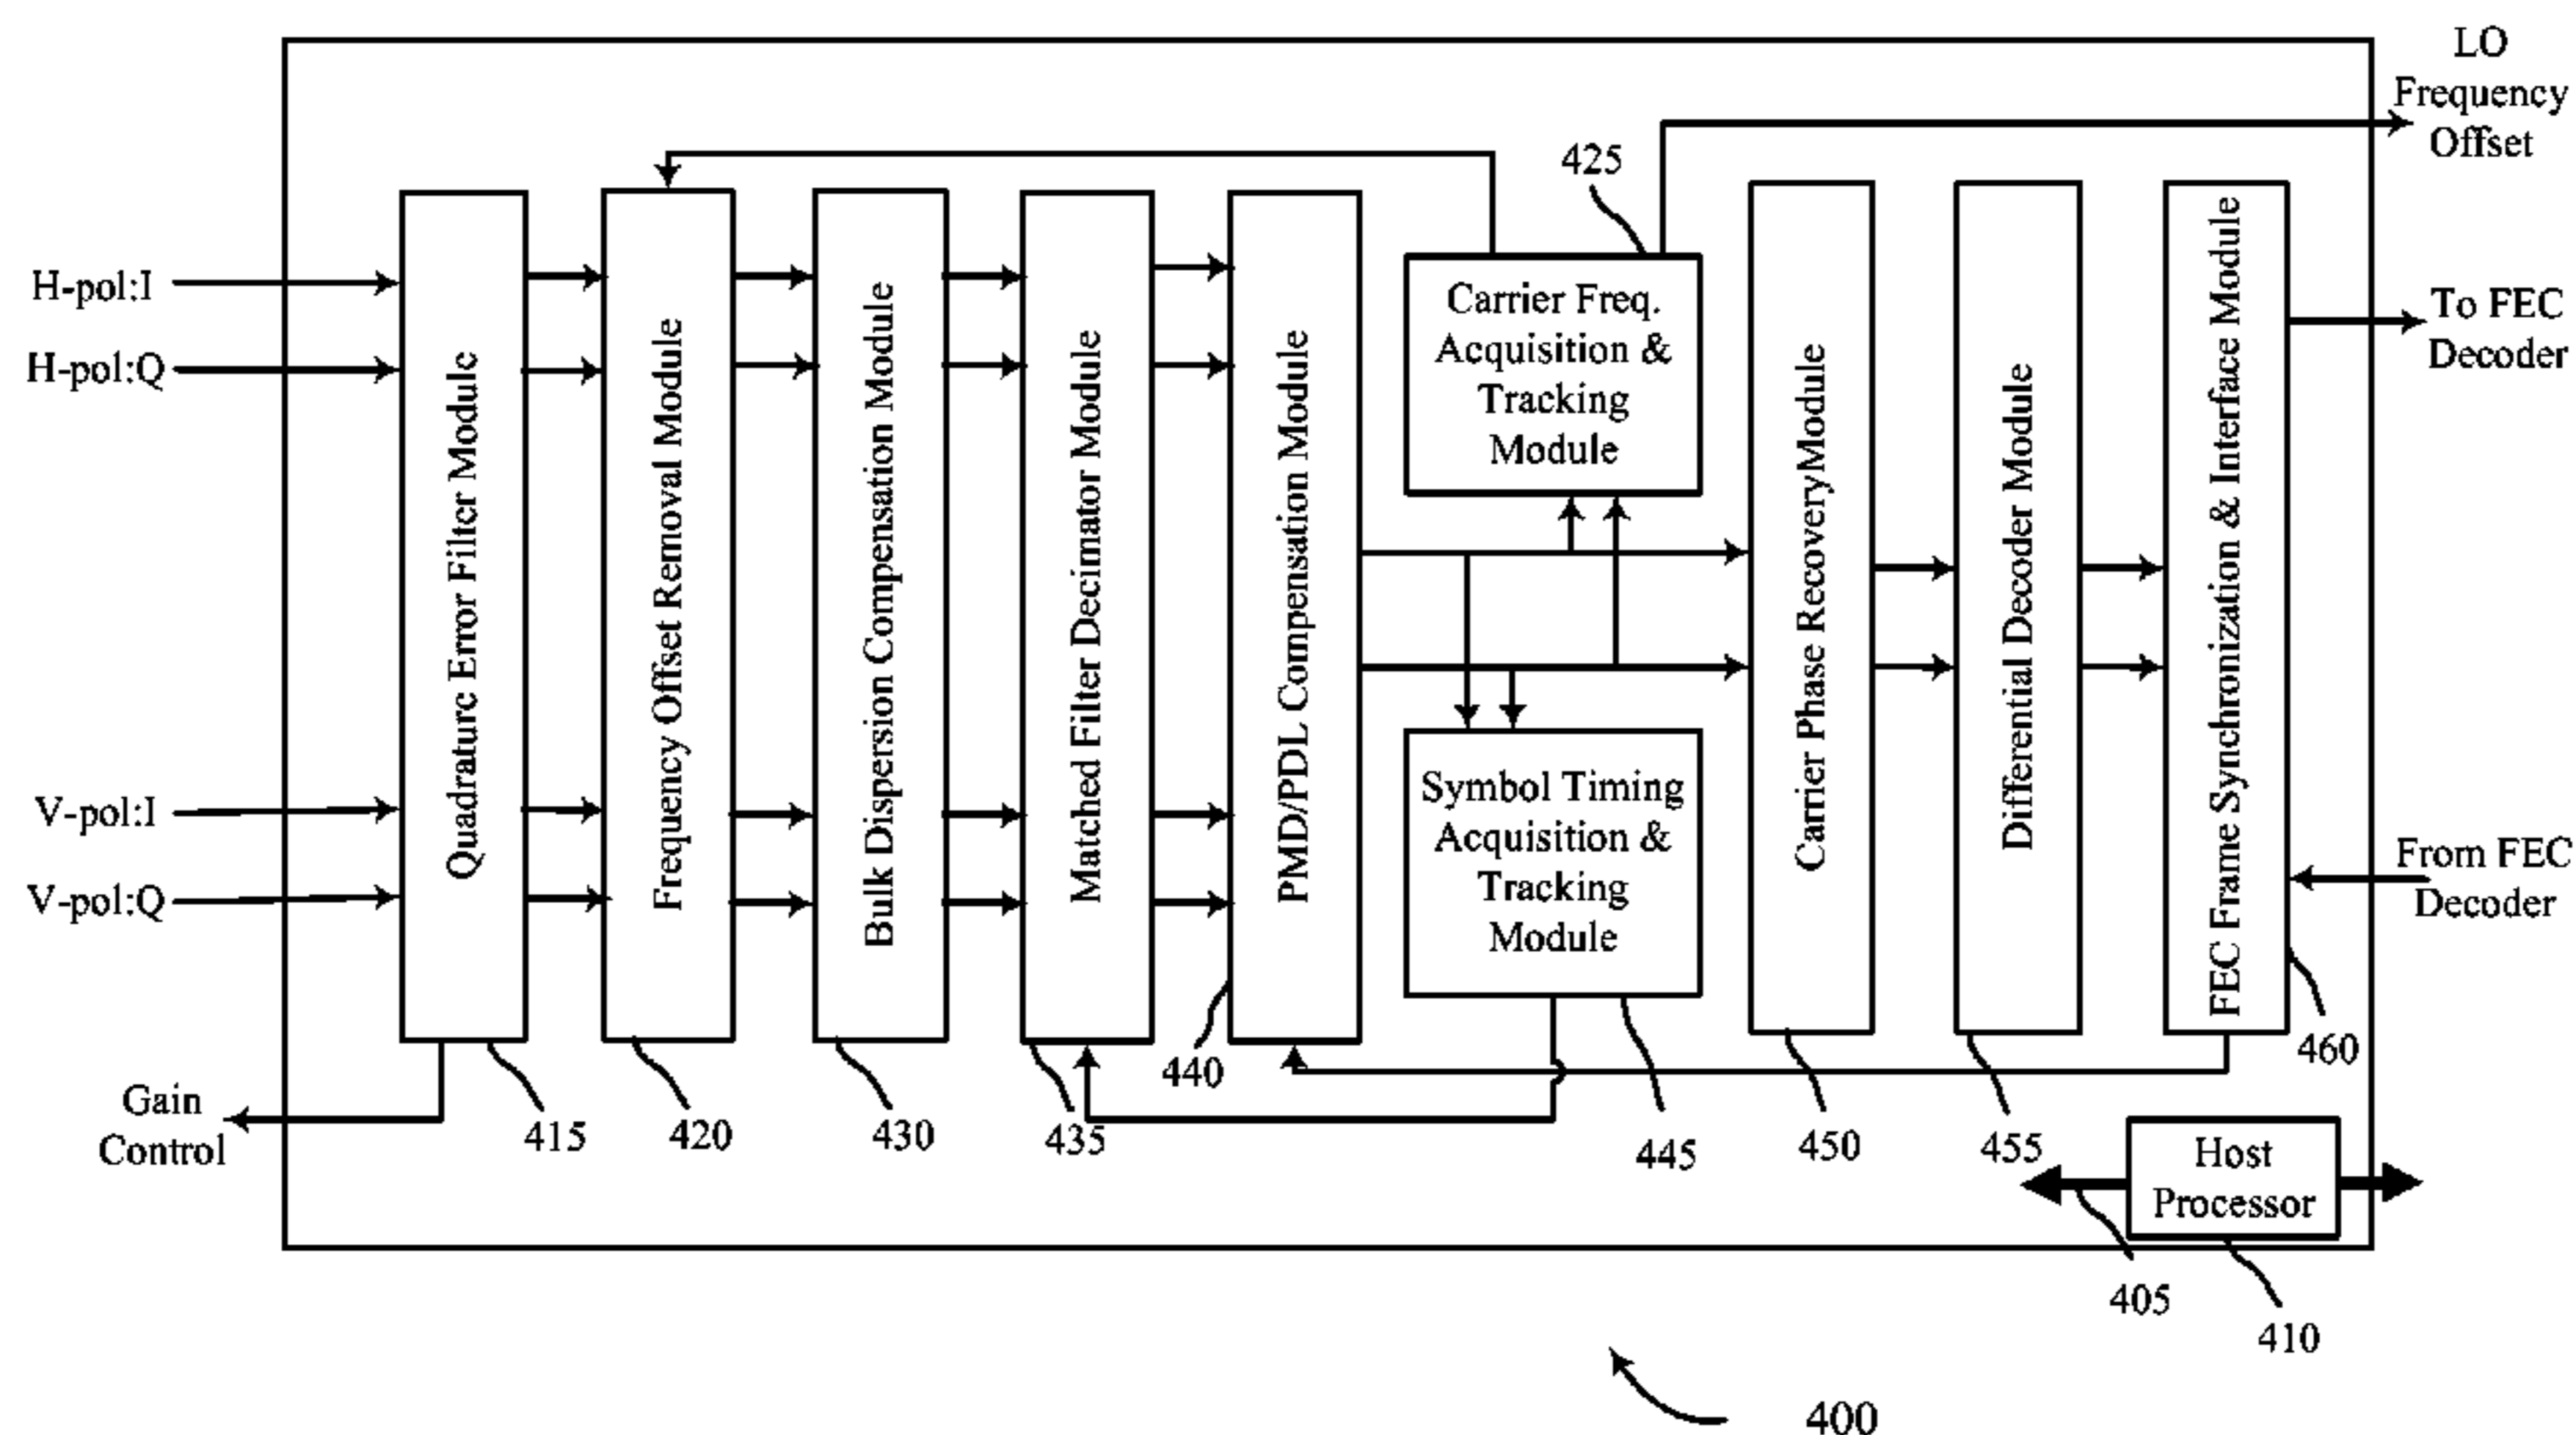 LO
Frequency
Offset
425
H-pol:I
H-pol:Q
V-pol:I
V-pol:Q
Quadrature Error Filter Module
Frequency Offset Removal Module
Bulk Dispersion Compensation Module
Matched Filter Decimator Module
PMD/PDL Compensation Module
Carrier Freq.
Acquisition &
Tracking
Module
Symbol Timing
Acquisition &
Tracking
Module
Carrier Phase RecoveryModule
Differential Decoder Module
FEC Frame Synchronization & Interface Module
To FEC
Decoder
From FEC
Decoder
Gain
Control
415
420
430
435
440
445
450
455
460
Host
Processor
405
410
400